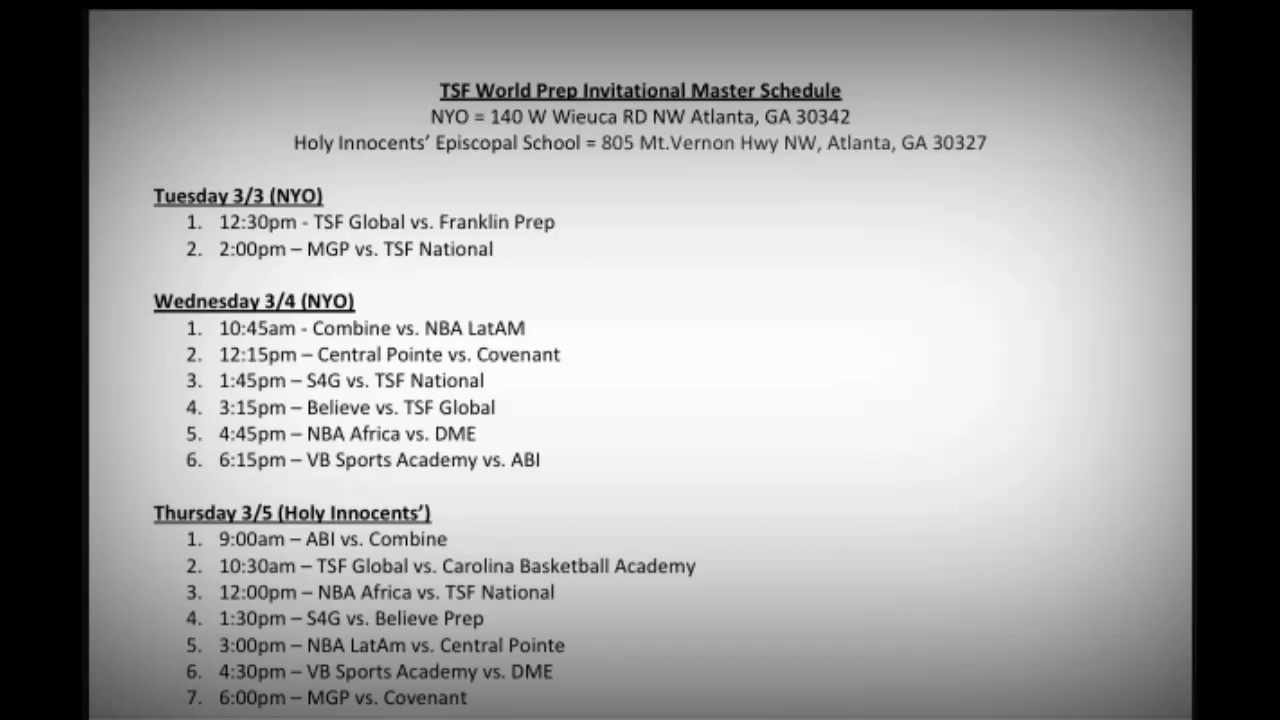 TSF World Prep Invitational Master Schedule
NYO = 140 W Wieuca RD NW Atlanta, GA 30342
Holy Innocents’ Episcopal School = 805 Mt.Vernon Hwy NW, Atlanta, GA 30327
Tuesday 3/3 (NYO)
1. 12:30pm - TSF Global vs. Franklin Prep
2. 2:00pm – MGP vs. TSF National
Wednesday 3/4 (NYO)
1. 10:45am - Combine vs. NBA LatAM
2. 12:15pm – Central Pointe vs. Covenant
3. 1:45pm – S4G vs. TSF National
4. 3:15pm – Believe vs. TSF Global
5. 4:45pm – NBA Africa vs. DME
6. 6:15pm – VB Sports Academy vs. ABI
Thursday 3/5 (Holy Innocents’)
1. 9:00am – ABI vs. Combine
2. 10:30am – TSF Global vs. Carolina Basketball Academy
3. 12:00pm – NBA Africa vs. TSF National
4. 1:30pm – S4G vs. Believe Prep
5. 3:00pm – NBA LatAm vs. Central Pointe
6. 4:30pm – VB Sports Academy vs. DME
7. 6:00pm – MGP vs. Covenant